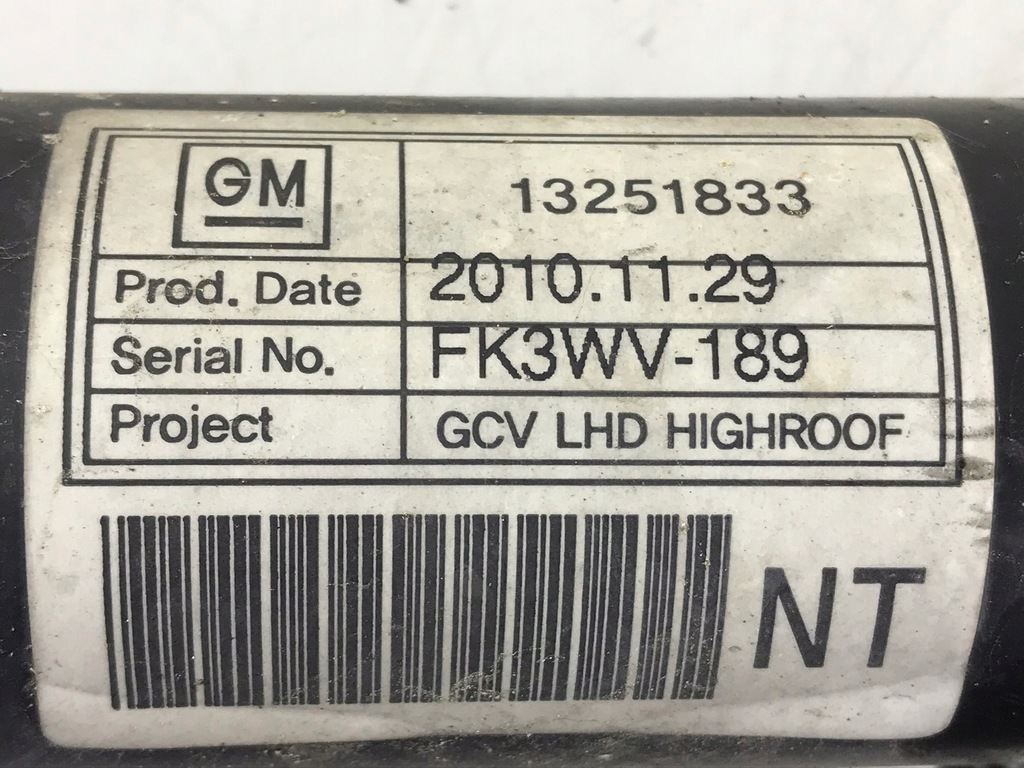 GM 13251833
Prod. Date 2010.11.29
Serial No. FK3WV-189
Project GCV LHD HIGHROOF
NT